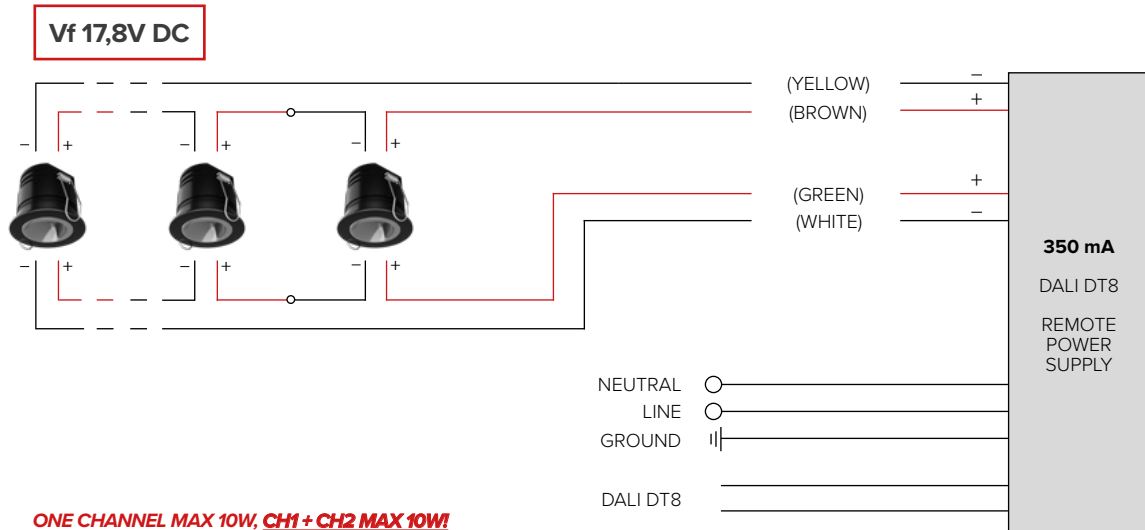 Vf 17,8V DC
(YELLOW) −
(BROWN) +
− + − + − +
(GREEN) +
(WHITE) −
− + − + − +
350 mA
DALI DT8
REMOTE
POWER
SUPPLY
NEUTRAL
LINE
GROUND
DALI DT8
ONE CHANNEL MAX 10W, CH1 + CH2 MAX 10W!